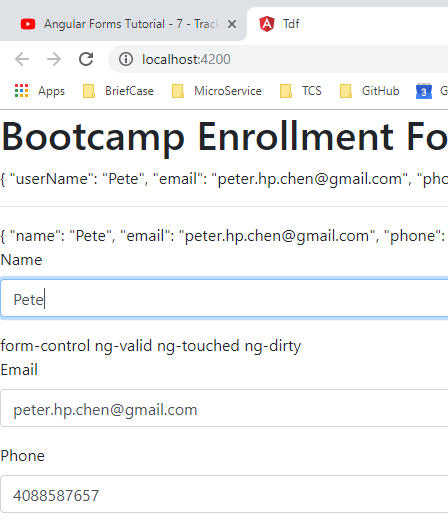 Angular Forms Tutorial - 7 - Track
Tdf
localhost:4200
Apps BriefCase MicroService TCS GitHub 3 G
Bootcamp Enrollment Fo
{ "userName": "Pete", "email": "peter.hp.chen@gmail.com", "pho
{ "name": "Pete", "email": "peter.hp.chen@gmail.com", "phone":
Name
Pete
form-control ng-valid ng-touched ng-dirty
Email
peter.hp.chen@gmail.com
Phone
4088587657